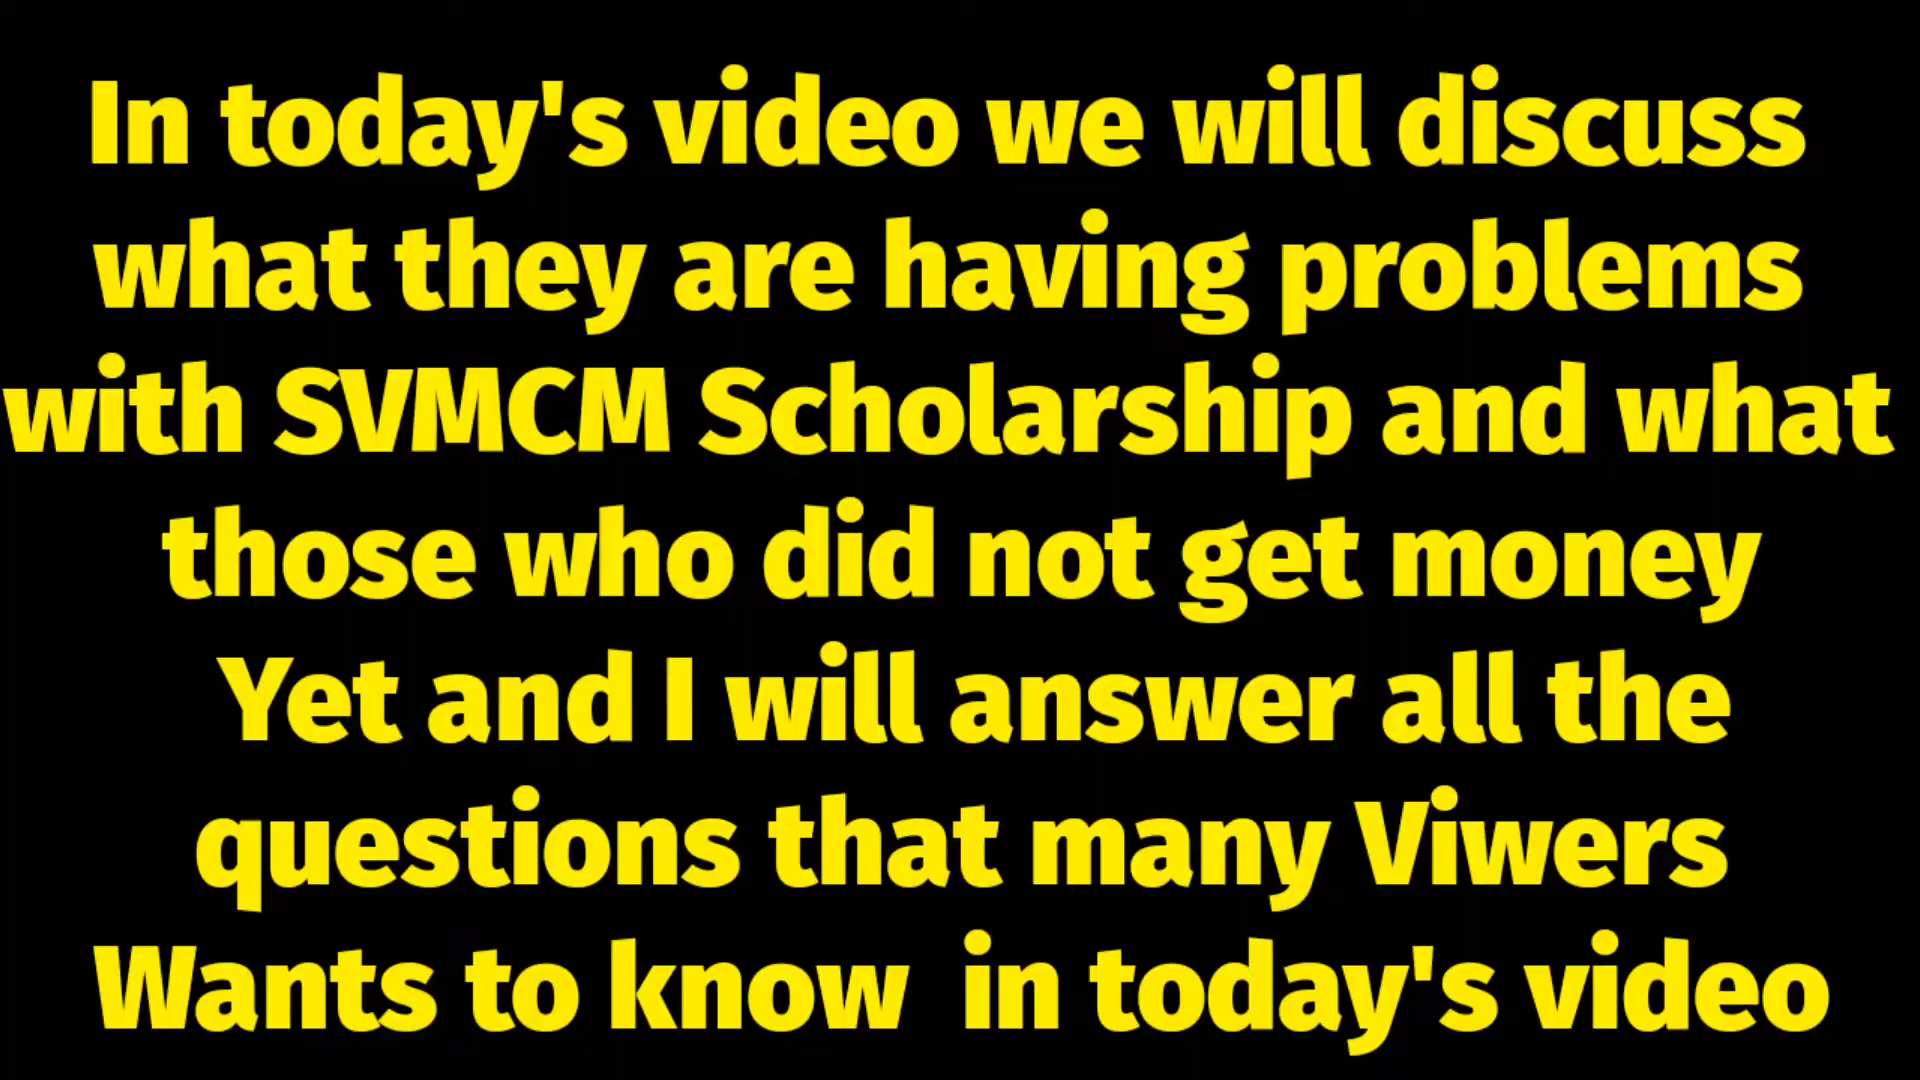 In today's video we will discuss
what they are having problems
with SVMCM Scholarship and what
those who did not get money
Yet and I will answer all the
questions that many Viwers
Wants to know  in today's video